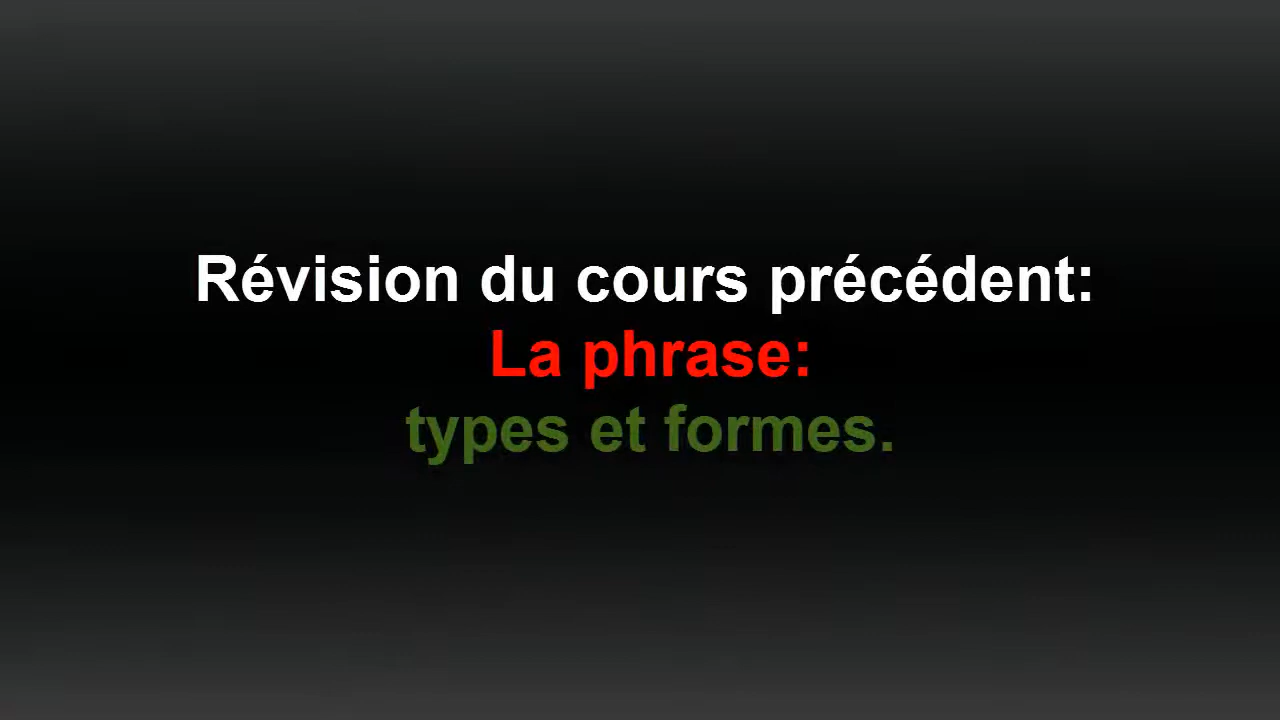 Révision du cours précédent:
La phrase:
types et formes.